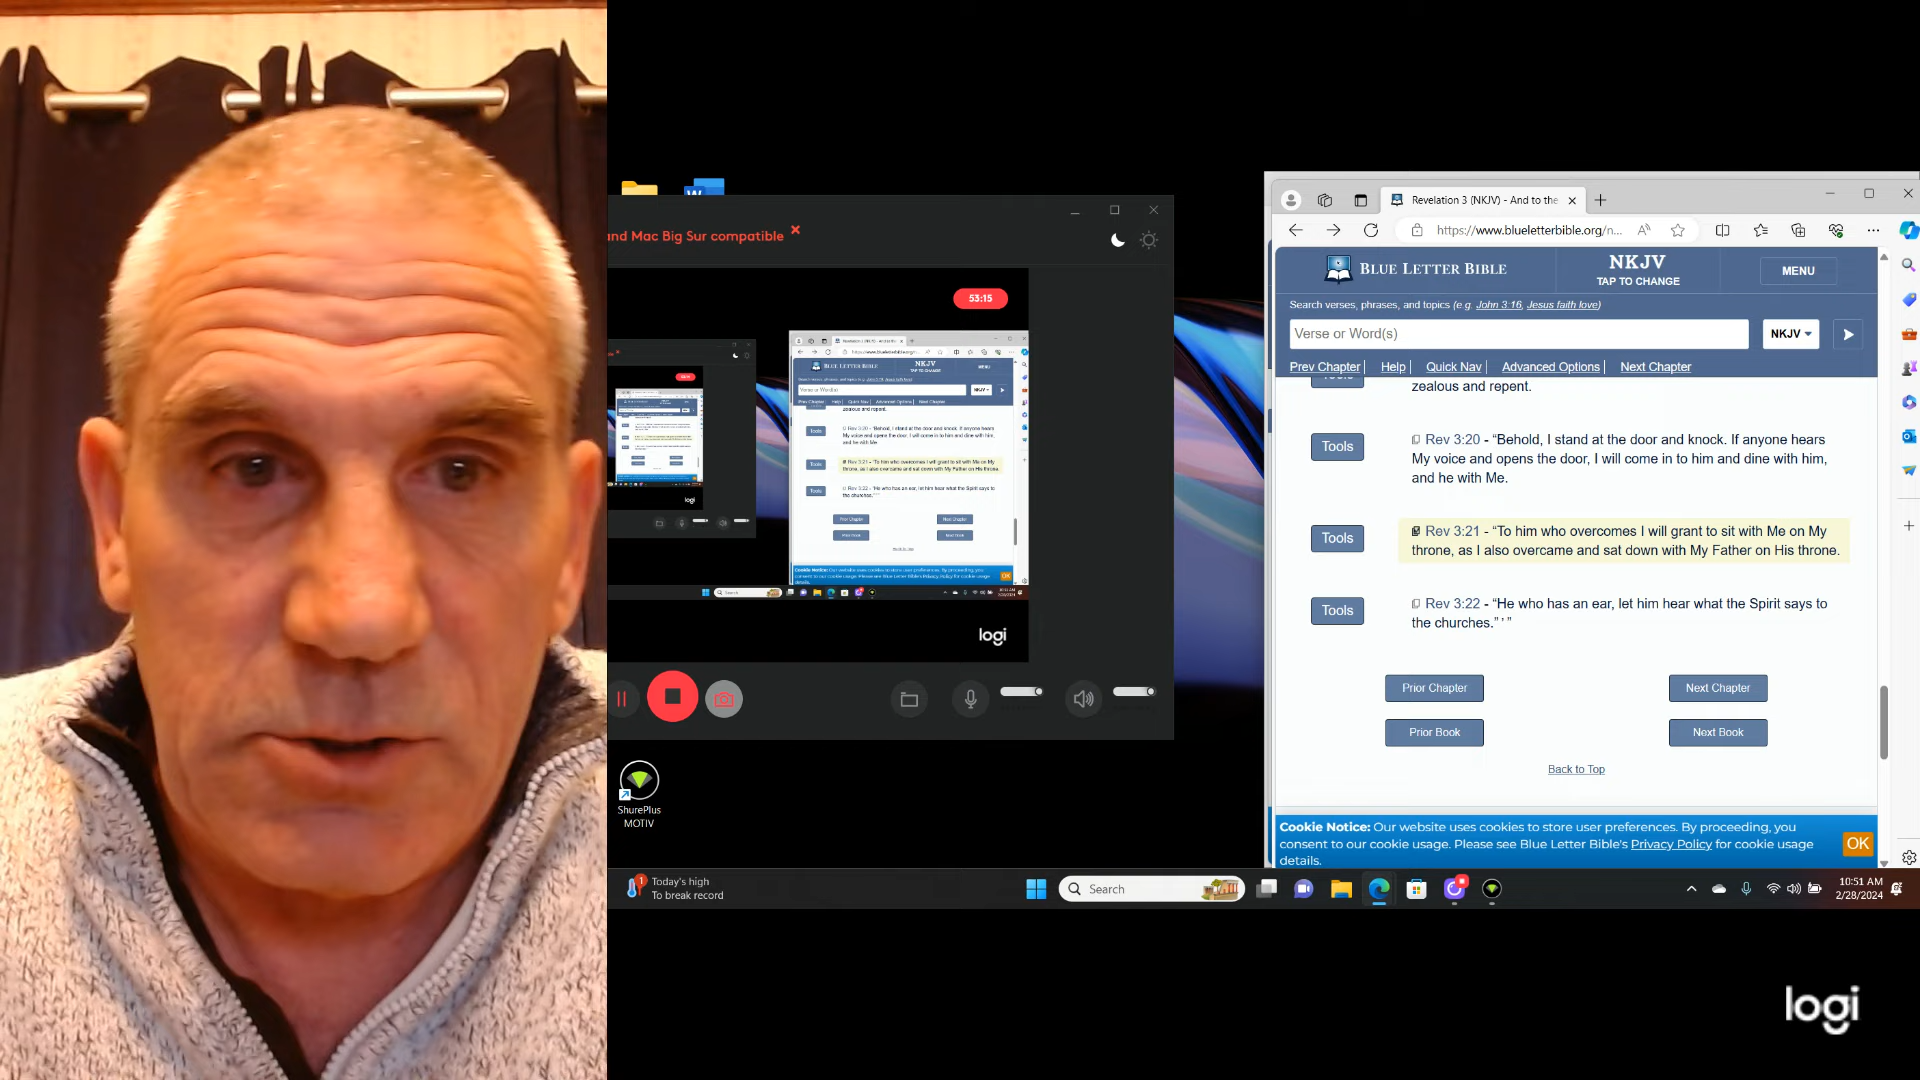 W
and Mac Big Sur compatible
53:15
logi
ShurePlus
MOTIV
Today's high
To break record
1
Search
Revelation 3 (NKJV) - And to the
https://www.blueletterbible.org/n...
BLUE LETTER BIBLE
NKJV
TAP TO CHANGE
MENU
Search verses, phrases, and topics (e.g. John 3:16, Jesus faith love)
Verse or Word(s)
NKJV
Prev Chapter | Help | Quick Nav | Advanced Options | Next Chapter
Tools
zealous and repent.
Tools
Rev 3:20 - “Behold, I stand at the door and knock. If anyone hears
My voice and opens the door, I will come in to him and dine with him,
and he with Me.
Tools
Rev 3:21 - “To him who overcomes I will grant to sit with Me on My
throne, as I also overcame and sat down with My Father on His throne.
Tools
Rev 3:22 - “He who has an ear, let him hear what the Spirit says to
the churches.” ’ ”
Prior Chapter
Next Chapter
Prior Book
Next Book
Back to Top
Cookie Notice: Our website uses cookies to store user preferences. By proceeding, you
consent to our cookie usage. Please see Blue Letter Bible's Privacy Policy for cookie usage
details.
OK
10:51 AM
2/28/2024
logi